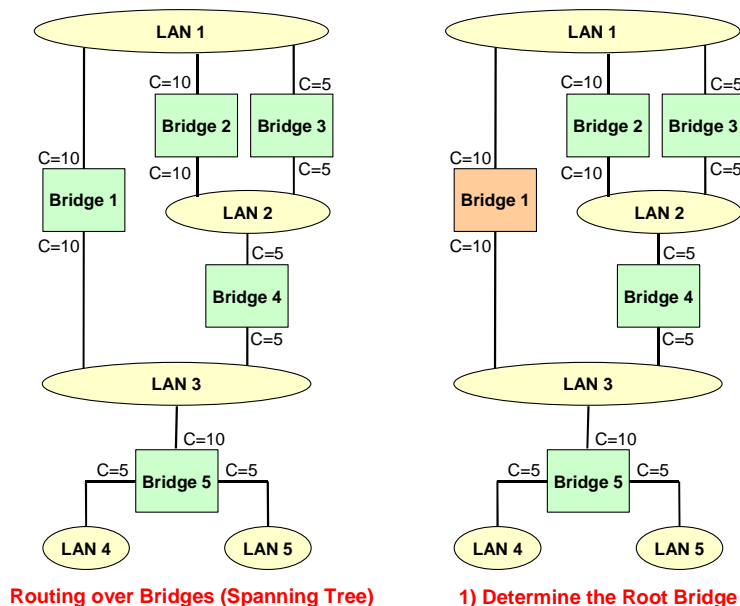 LAN 1
C=10
C=5
Bridge 2
Bridge 3
C=10
C=10
C=5
Bridge 1
LAN 2
C=10
C=5
Bridge 4
C=5
LAN 3
C=10
C=5
C=5
Bridge 5
LAN 4
LAN 5
Routing over Bridges (Spanning Tree)
LAN 1
C=10
C=5
Bridge 2
Bridge 3
C=10
C=10
C=5
Bridge 1
LAN 2
C=10
C=5
Bridge 4
C=5
LAN 3
C=10
C=5
C=5
Bridge 5
LAN 4
LAN 5
1) Determine the Root Bridge